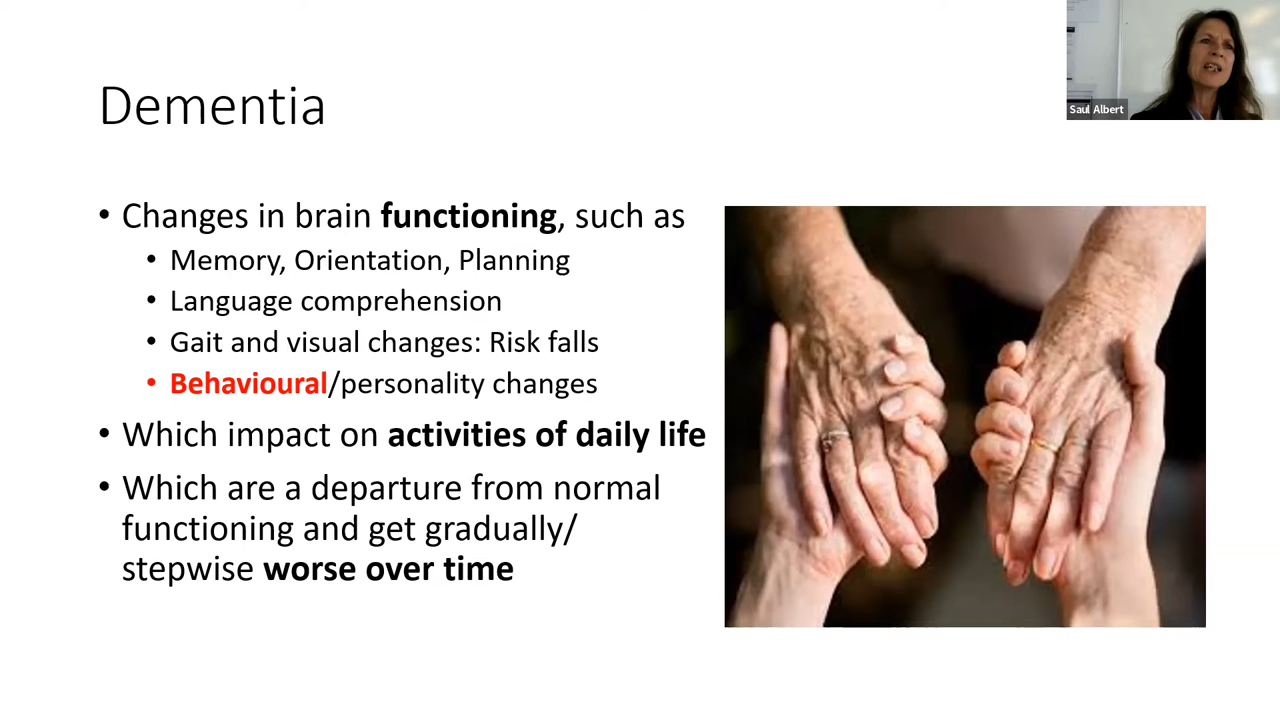 Dementia
Saul Albert
• Changes in brain functioning, such as
• Memory, Orientation, Planning
• Language comprehension
• Gait and visual changes: Risk falls
• Behavioural/personality changes
• Which impact on activities of daily life
• Which are a departure from normal
functioning and get gradually/
stepwise worse over time